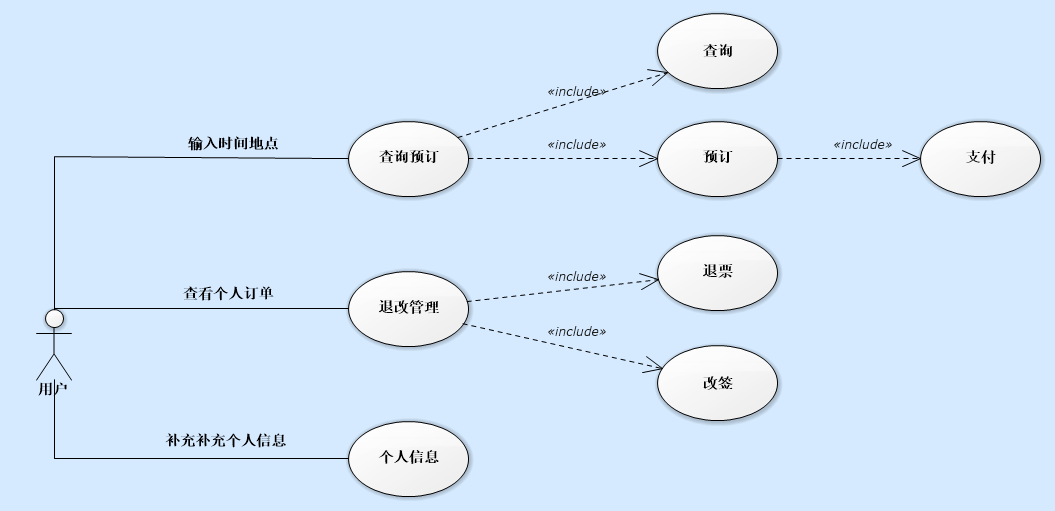 查询
«include»
输入时间地点
查询预订
«include»
预订
«include»
支付
查看个人订单
退改管理
«include»
退票
«include»
改签
用户
补充补充个人信息
个人信息